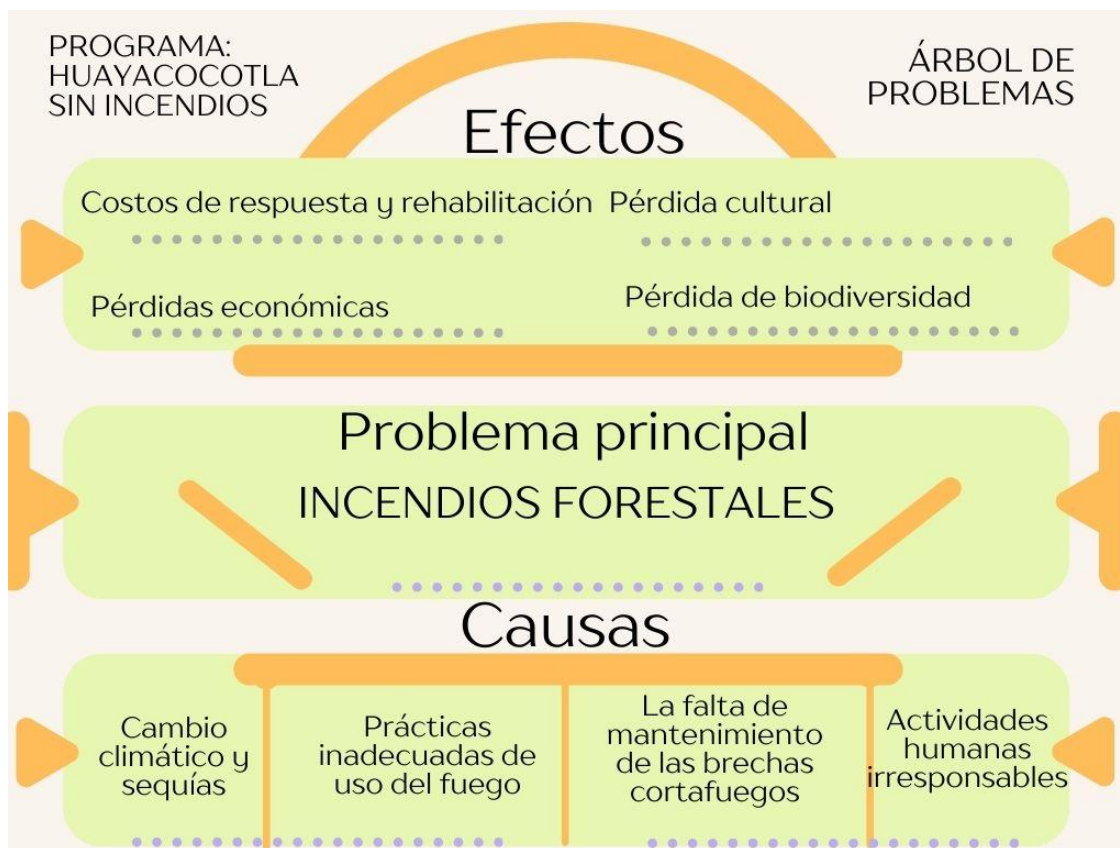 PROGRAMA:
HUAYACOCOTLA
SIN INCENDIOS
ÁRBOL DE
PROBLEMAS
Efectos
Costos de respuesta y rehabilitación
Pérdida cultural
Pérdidas económicas
Pérdida de biodiversidad
Problema principal
INCENDIOS FORESTALES
Causas
Cambio
climático y
sequías
Prácticas
inadecuadas de
uso del fuego
La falta de
mantenimiento
de las brechas
cortafuegos
Actividades
humanas
irresponsables